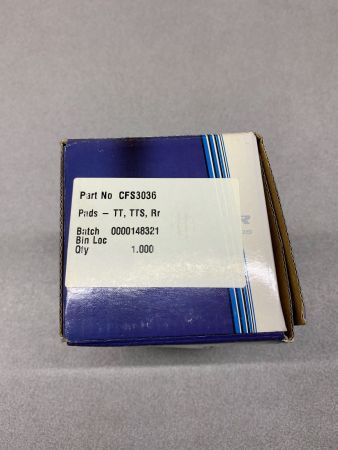 Part No CFS3036
Pads - TT, TTS, Rr
Batch 0000148321
Bin Loc
Qty 1.000